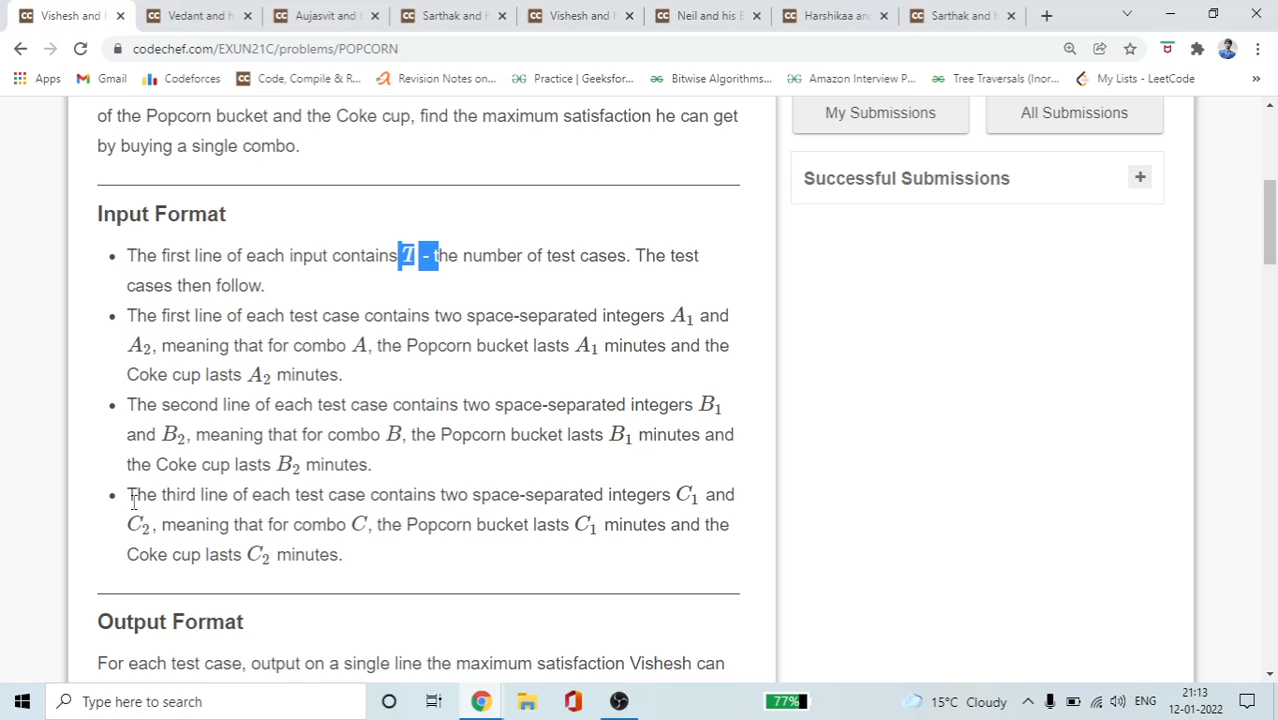 Vishesh and
Vedant and h
Aujasvit and
Sarthak and h
Vishesh and
Neil and his B
Harshikaa and
Sarthak and h
codechef.com/EXUN21C/problems/POPCORN
Apps
Gmail
Codeforces
Code, Compile & R...
Revision Notes on...
Practice | Geeksfor...
Bitwise Algorithms...
Amazon Interview P...
Tree Traversals (Inor...
My Lists - LeetCode
»
of the Popcorn bucket and the Coke cup, find the maximum satisfaction he can get
by buying a single combo.
Input Format
• The first line of each input contains T - the number of test cases. The test
cases then follow.
• The first line of each test case contains two space-separated integers A₁ and
A₂, meaning that for combo A, the Popcorn bucket lasts A₁ minutes and the
Coke cup lasts A₂ minutes.
• The second line of each test case contains two space-separated integers B₁
and B₂, meaning that for combo B, the Popcorn bucket lasts B₁ minutes and
the Coke cup lasts B₂ minutes.
• The third line of each test case contains two space-separated integers C₁ and
C₂, meaning that for combo C, the Popcorn bucket lasts C₁ minutes and the
Coke cup lasts C₂ minutes.
Output Format
For each test case, output on a single line the maximum satisfaction Vishesh can
My Submissions
All Submissions
Successful Submissions
+
Type here to search
77%
15°C Cloudy
ENG
21:13
12-01-2022